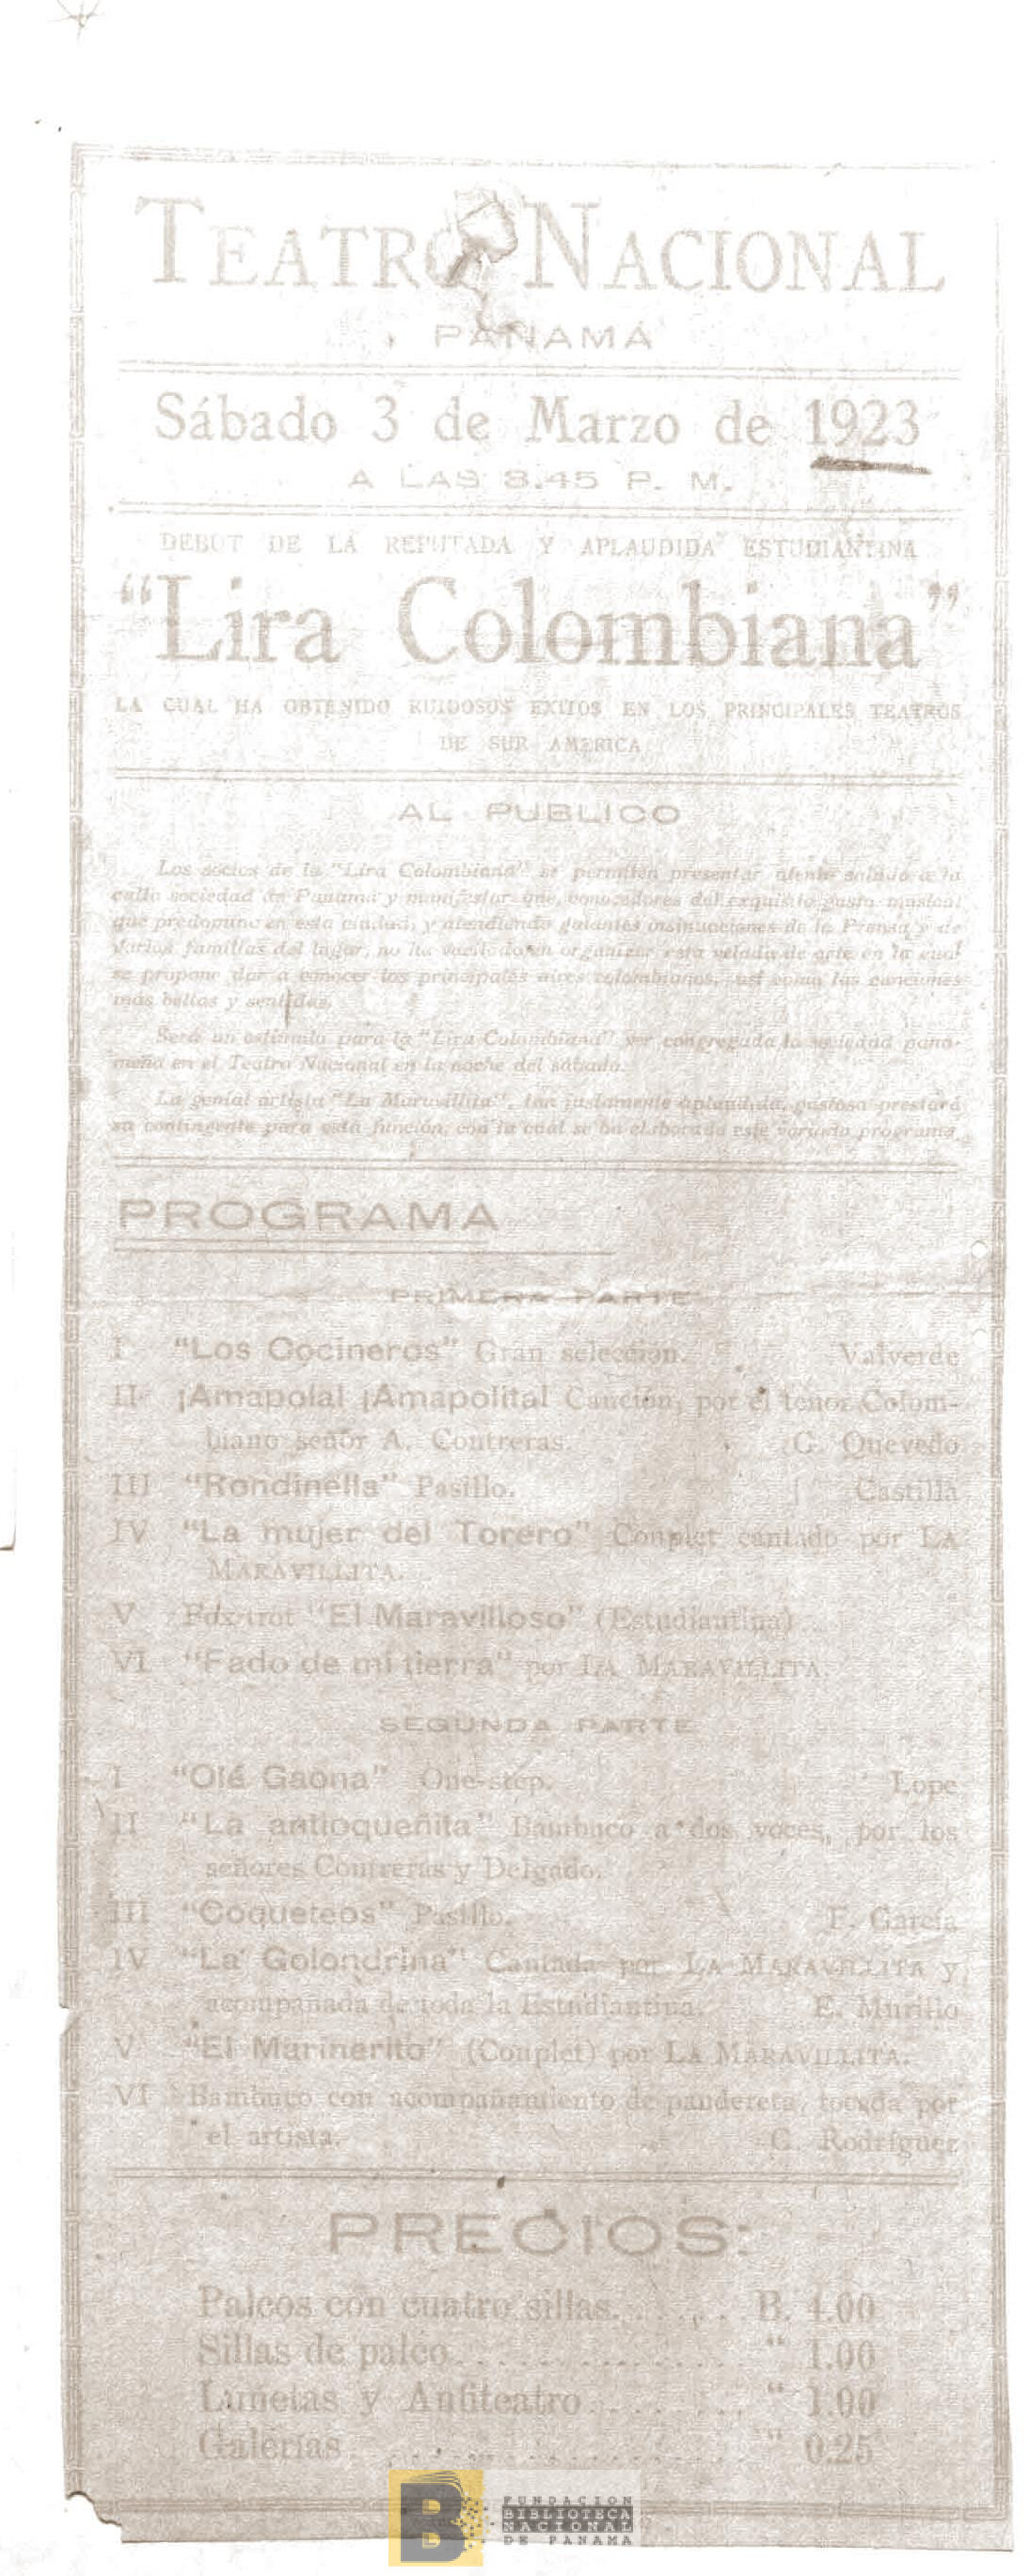 TEATRO NACIONAL
PANAMÁ
Sábado 3 de Marzo de 1923
A LAS 8.45 P. M.
DEBUT DE LA REPUTADA Y APLAUDIDA ESTUDIANTINA
“Lira Colombiana”
LA CUAL HA OBTENIDO RUIDOSOS EXITOS EN LOS PRINCIPALES TEATROS
DE SUR AMERICA
AL PUBLICO
Los socios de la “Lira Colombiana” se permiten presentar atento saludo a la
culta sociedad de Panamá y manifestar que, conocedores del exquisito gusto musical
que predomina en esta ciudad, y atendiendo galantes insinuaciones de la Prensa y de
varias familias del lugar, no ha vacilado en organizar esta velada de arte en la cual
se propone dar a conocer los principales aires colombianos, así como las canciones
más bellas y sentidas.
Será un estímulo para la “Lira Colombiana” ver congregada la sociedad pana-
meña en el Teatro Nacional en la noche del sábado.
La genial artista “La Maravillita”, tan justamente aplaudida, gustosa prestará
su contingente para esta función, con la cual se ha elaborado este variado programa.
PROGRAMA
PRIMERA PARTE
I “Los Cocineros” Gran selección. Valverde
II ¡Amapola! ¡Amapolita! Canción, por el tenor Colom-
biano señor A. Contreras. G. Quevedo
III “Rondinella” Pasillo. Castilla
IV “La mujer del Torero” Couplet cantado por LA
MARAVILLITA.
V Fox-trot “El Maravilloso” (Estudiantina)
VI “Fado de mi tierra” por LA MARAVILLITA.
SEGUNDA PARTE
I “Olé Gaona” One-step. Lope
II “La antioqueñita” Bambuco a dos voces, por los
señores Contreras y Delgado.
III “Coqueteos” Pasillo. F. García
IV “La Golondrina” Cantada por LA MARAVILLITA y
acompañada de toda la Estudiantina. E. Murillo
V “El Marinerito” (Couplet) por LA MARAVILLITA.
VI Bambuco con acompañamiento de pandereta, tocada por
el artista. G. Rodríguez
PRECIOS:
Palcos con cuatro sillas....... B. 4.00
Sillas de palco.............. “ 1.00
Lunetas y Anfiteatro........ “ 1.00
Galerías.................... “ 0.25
B
FUNDACION
BIBLIOTECA
NACIONAL
DE PANAMA